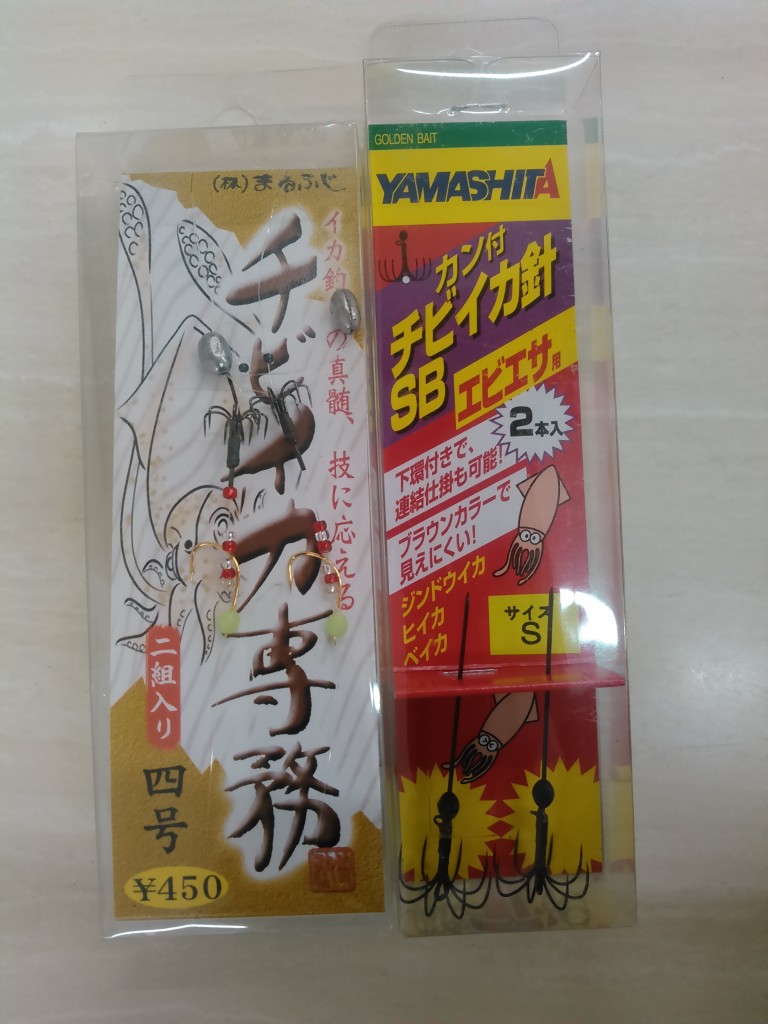 (株)まるふじ
イカ釣
の真髄、技に応える
チビイカ専務
二組入り
四号
¥450
GOLDEN BAIT
YAMASHITA
カン付
チビイカ針
SB
エビエサ用
2本入
下環付きで、
連結仕掛も可能!
ブラウンカラーで
見えにくい!
ジンドウイカ
ヒイカ
ベイカ
サイズ
S